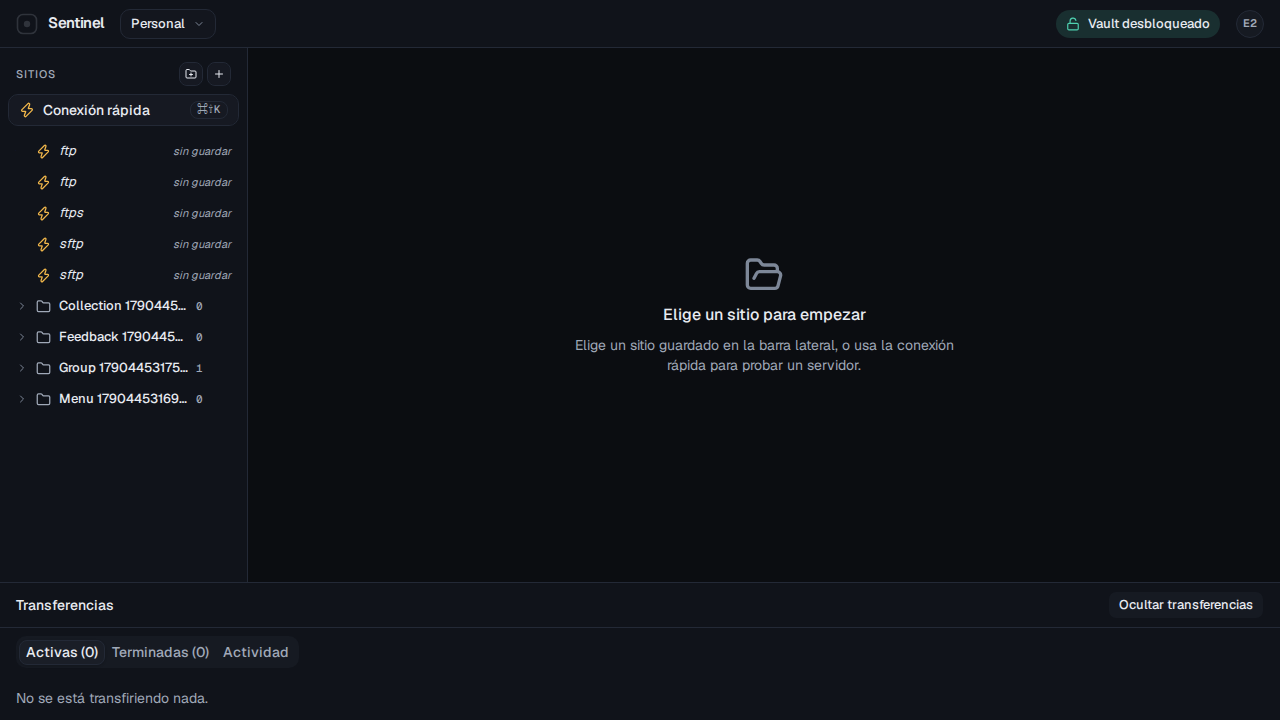 Sentinel
Personal
Vault desbloqueado
E2
SITIOS
Conexión rápida
⌘⇧K
ftp sin guardar
ftp sin guardar
ftps sin guardar
sftp sin guardar
sftp sin guardar
Collection 1790445... 0
Feedback 1790445... 0
Group 17904453175... 1
Menu 17904453169... 0
Elige un sitio para empezar
Elige un sitio guardado en la barra lateral, o usa la conexión
rápida para probar un servidor.
Transferencias
Ocultar transferencias
Activas (0) Terminadas (0) Actividad
No se está transfiriendo nada.